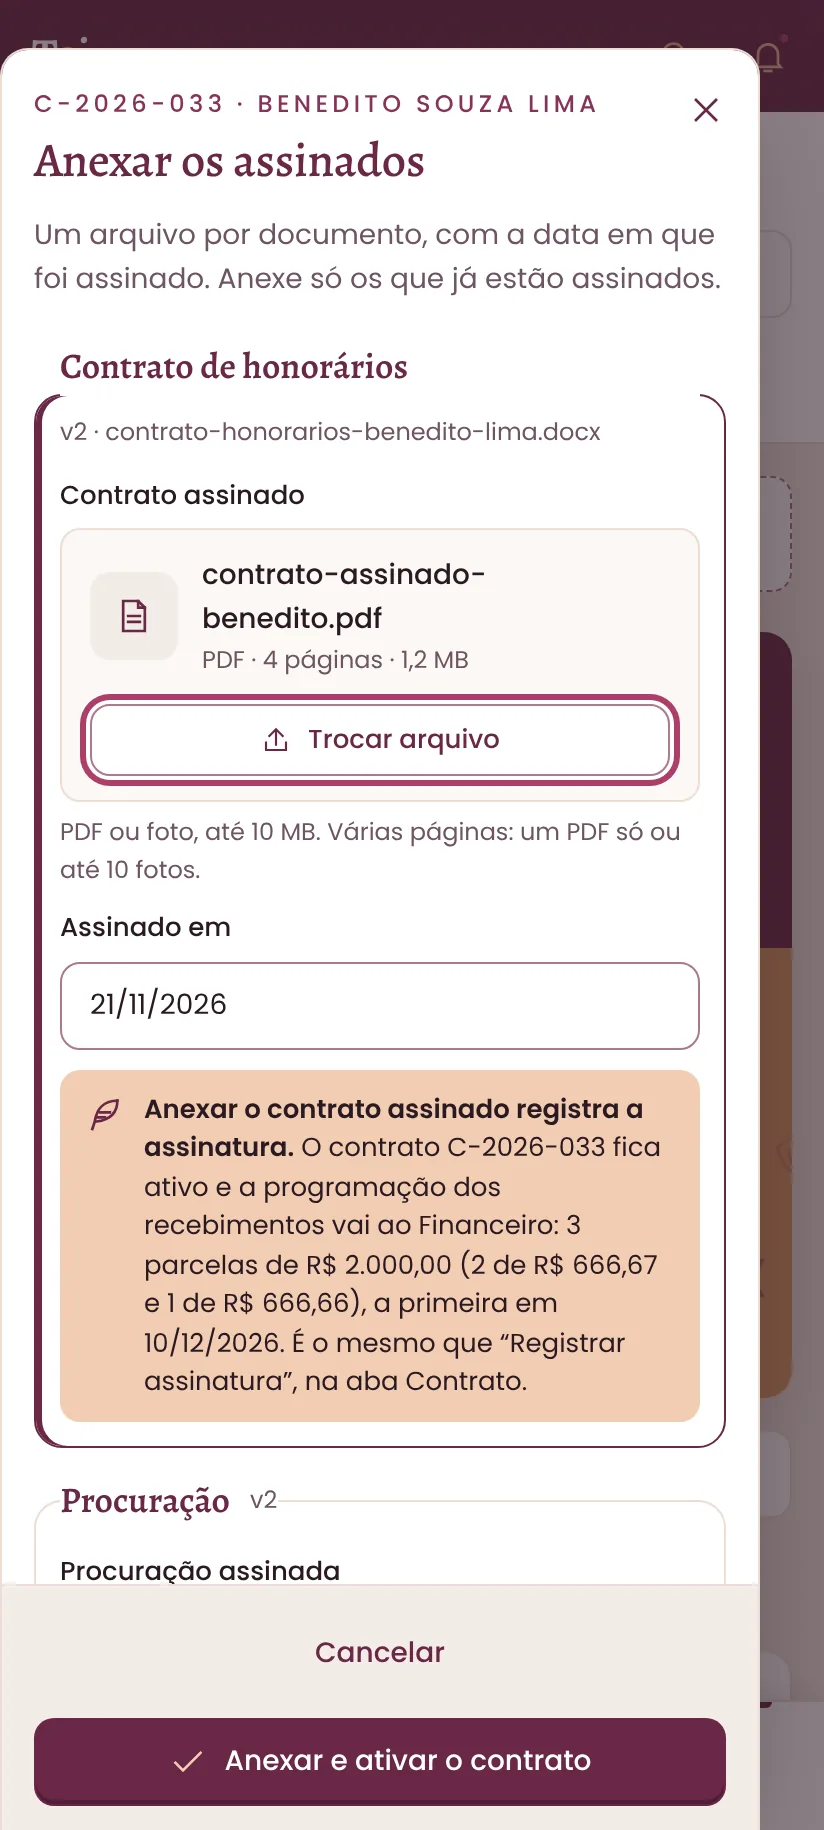 C-2026-033 · BENEDITO SOUZA LIMA
Anexar os assinados
Um arquivo por documento, com a data em que
foi assinado. Anexe só os que já estão assinados.
Contrato de honorários
v2 · contrato-honorarios-benedito-lima.docx
Contrato assinado
contrato-assinado-
benedito.pdf
PDF · 4 páginas · 1,2 MB
Trocar arquivo
PDF ou foto, até 10 MB. Várias páginas: um PDF só ou
até 10 fotos.
Assinado em
21/11/2026
Anexar o contrato assinado registra a
assinatura. O contrato C-2026-033 fica
ativo e a programação dos
recebimentos vai ao Financeiro: 3
parcelas de R$ 2.000,00 (2 de R$ 666,67
e 1 de R$ 666,66), a primeira em
10/12/2026. É o mesmo que “Registrar
assinatura”, na aba Contrato.
Procuração v2
Procuração assinada
Cancelar
Anexar e ativar o contrato